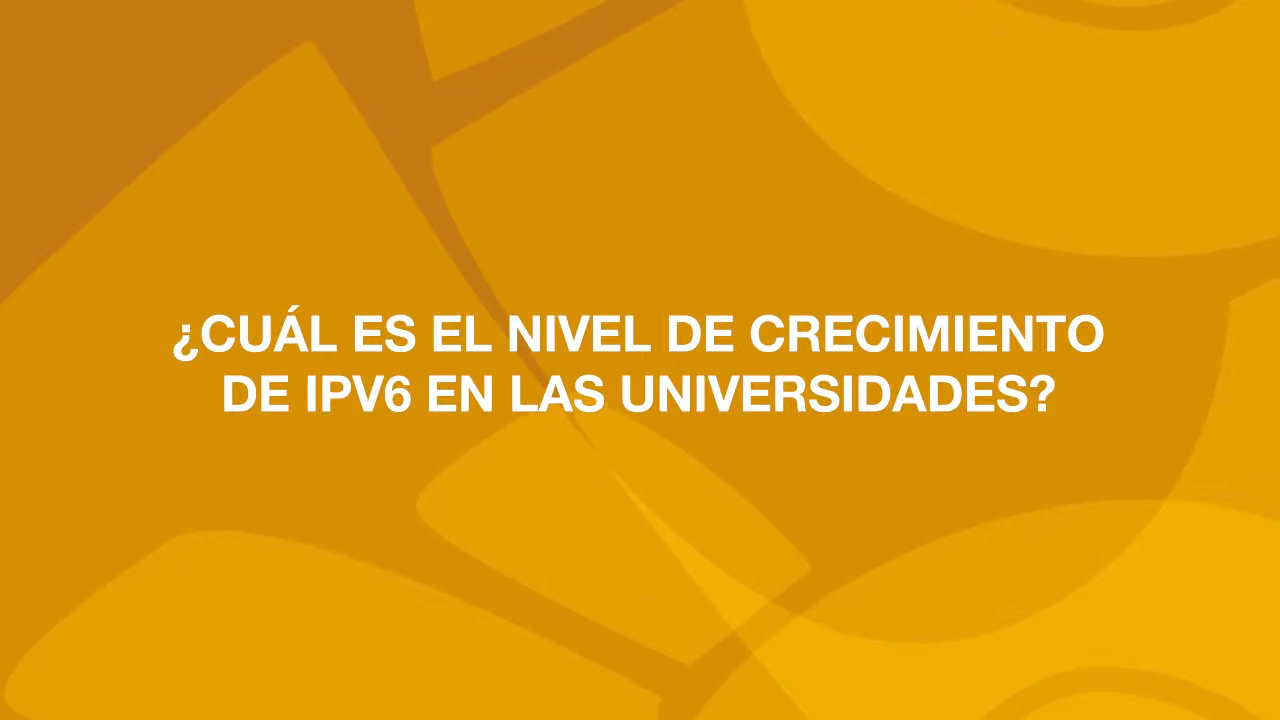 ¿CUÁL ES EL NIVEL DE CRECIMIENTO
DE IPV6 EN LAS UNIVERSIDADES?